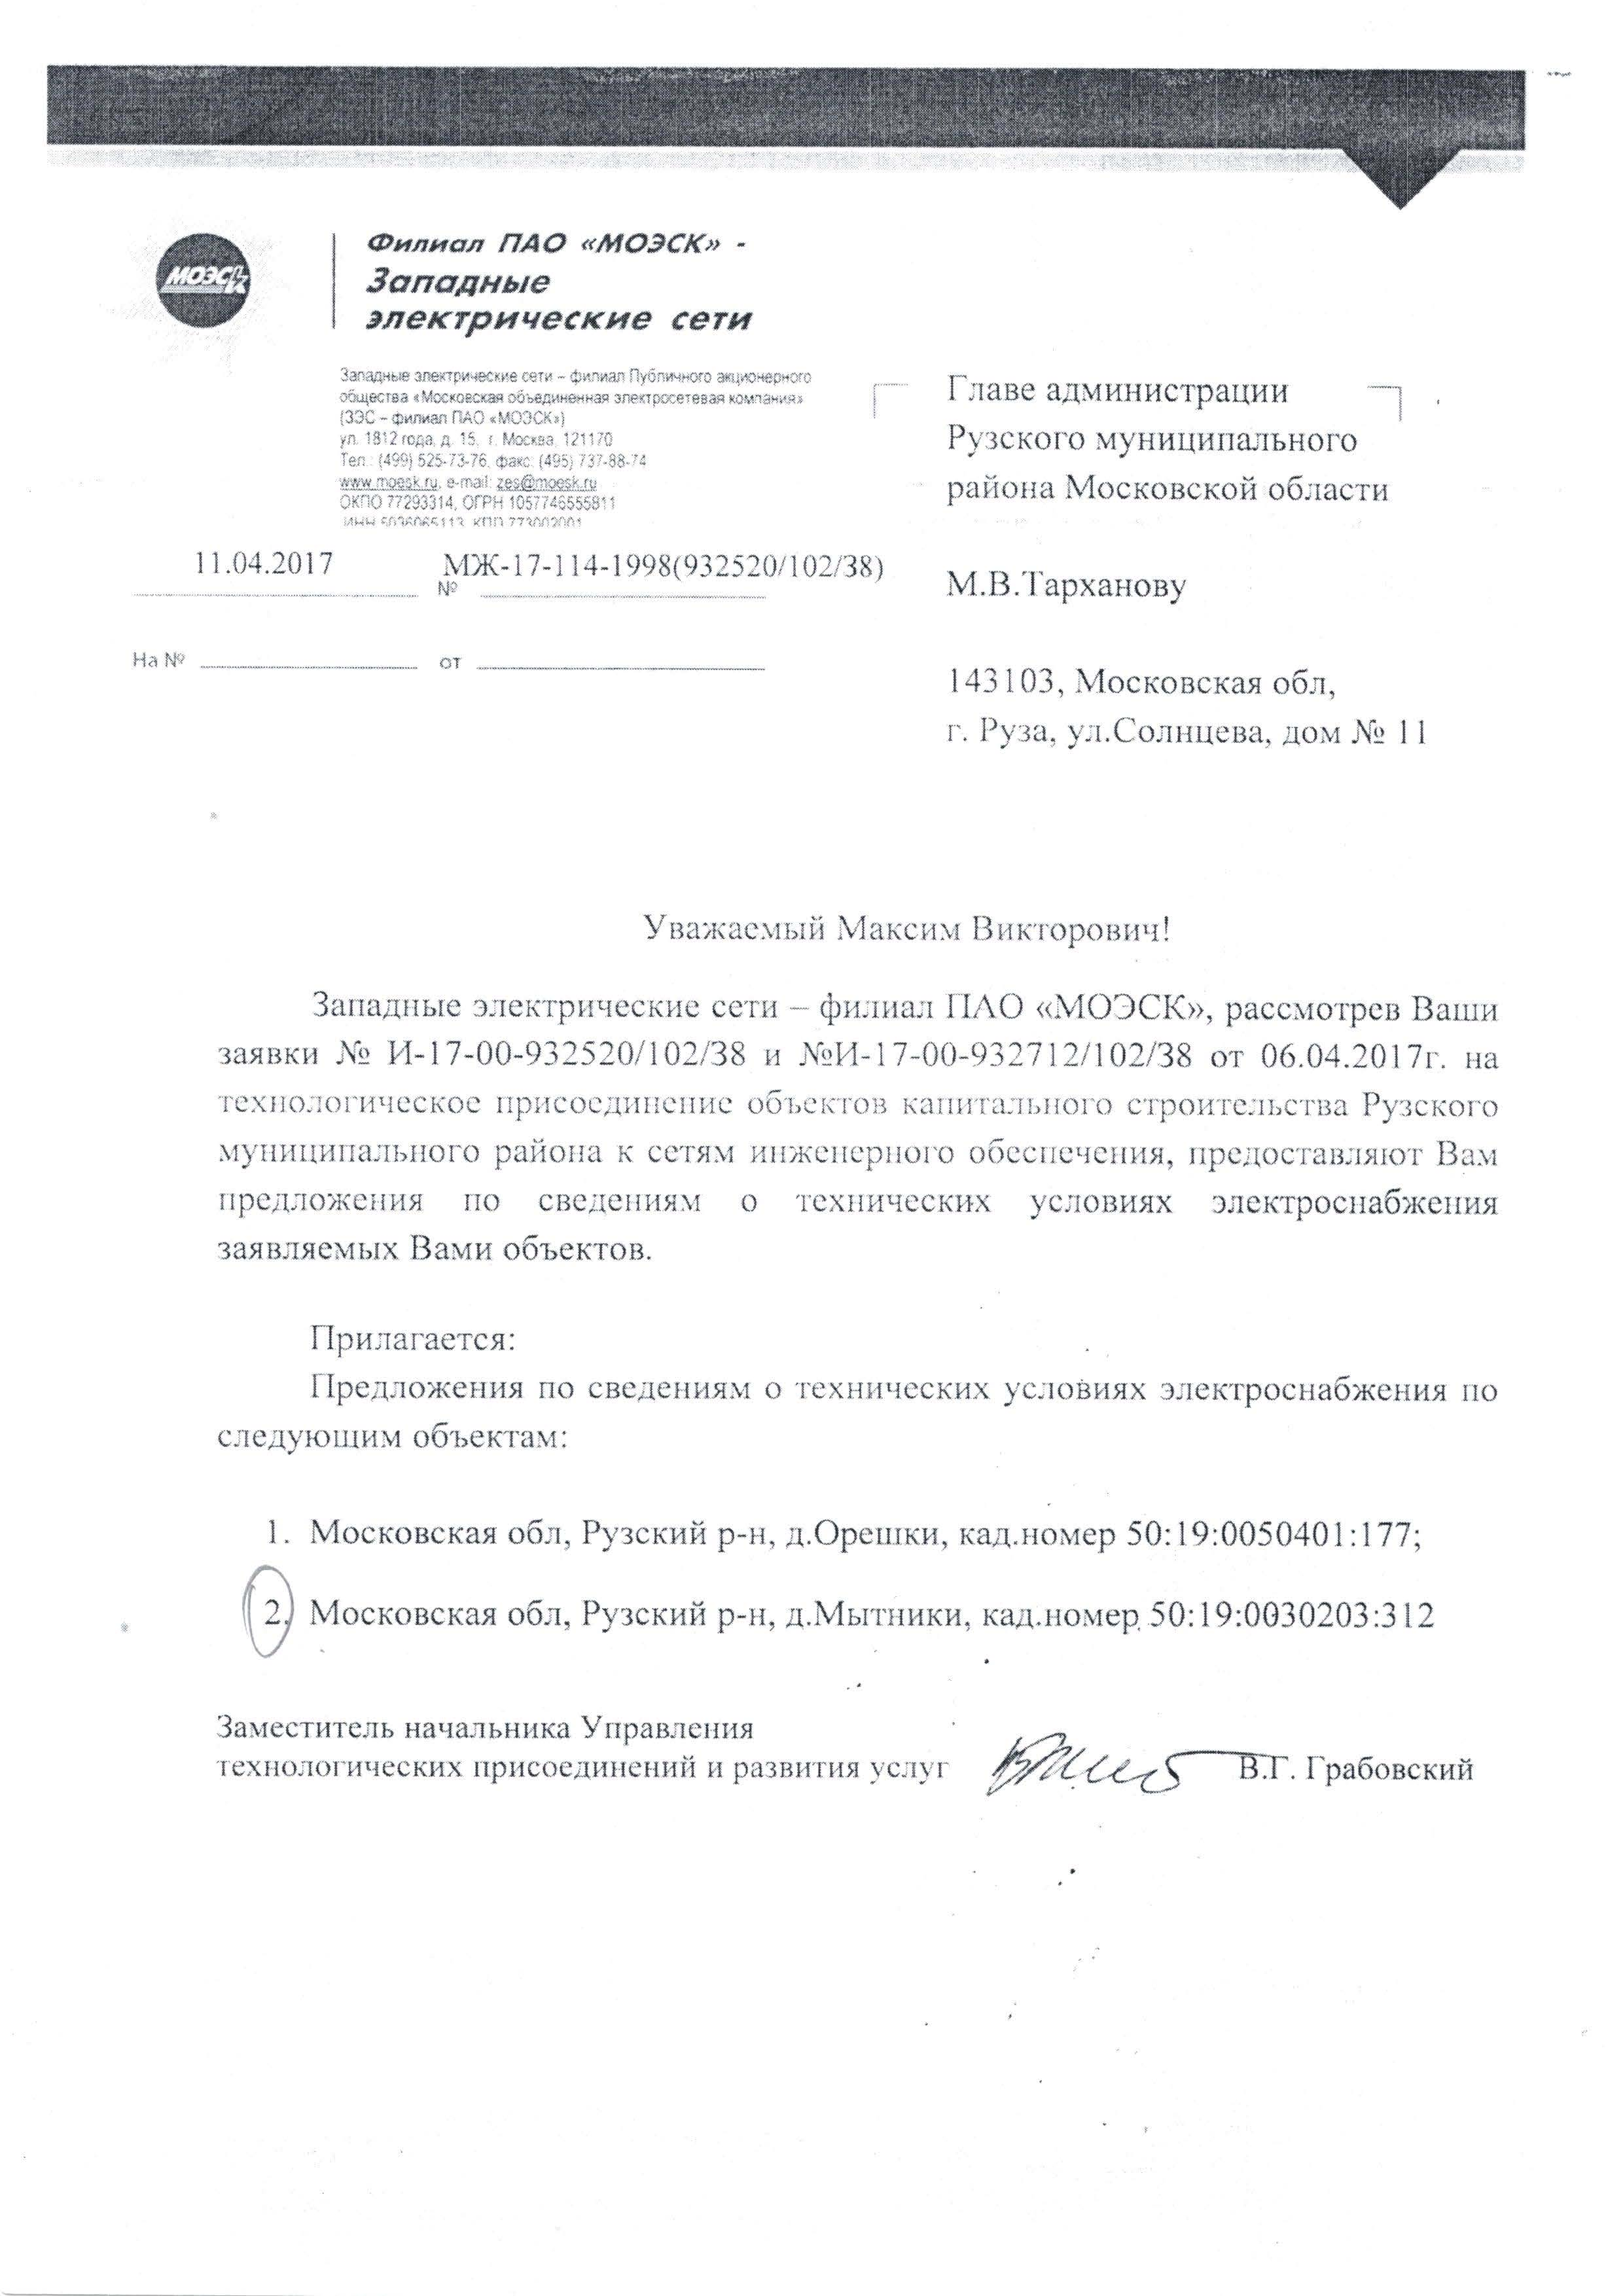 МОЭСК
Филиал ПАО «МОЭСК» -
Западные
электрические сети
Западные электрические сети – филиал Публичного акционерного
общества «Московская объединенная электросетевая компания»
(ЗЭС – филиал ПАО «МОЭСК»)
ул. 1812 года, д. 15, г. Москва, 121170
Тел.: (499) 525-73-76, факс: (495) 737-88-74
www.moesk.ru, e-mail: zes@moesk.ru
ОКПО 77293314, ОГРН 1057746555811
ИНН 5036065113, КПП 773002001
11.04.2017 № МЖ-17-114-1998(932520/102/38)
На № от
Главе администрации
Рузского муниципального
района Московской области
М.В.Тарханову
143103, Московская обл,
г. Руза, ул.Солнцева, дом № 11
Уважаемый Максим Викторович!
Западные электрические сети – филиал ПАО «МОЭСК», рассмотрев Ваши
заявки № И-17-00-932520/102/38 и №И-17-00-932712/102/38 от 06.04.2017г. на
технологическое присоединение объектов капитального строительства Рузского
муниципального района к сетям инженерного обеспечения, предоставляют Вам
предложения по сведениям о технических условиях электроснабжения
заявляемых Вами объектов.
Прилагается:
Предложения по сведениям о технических условиях электроснабжения по
следующим объектам:
1. Московская обл, Рузский р-н, д.Орешки, кад.номер 50:19:0050401:177;
2. Московская обл, Рузский р-н, д.Мытники, кад.номер 50:19:0030203:312
Заместитель начальника Управления
технологических присоединений и развития услуг В.Г. Грабовский